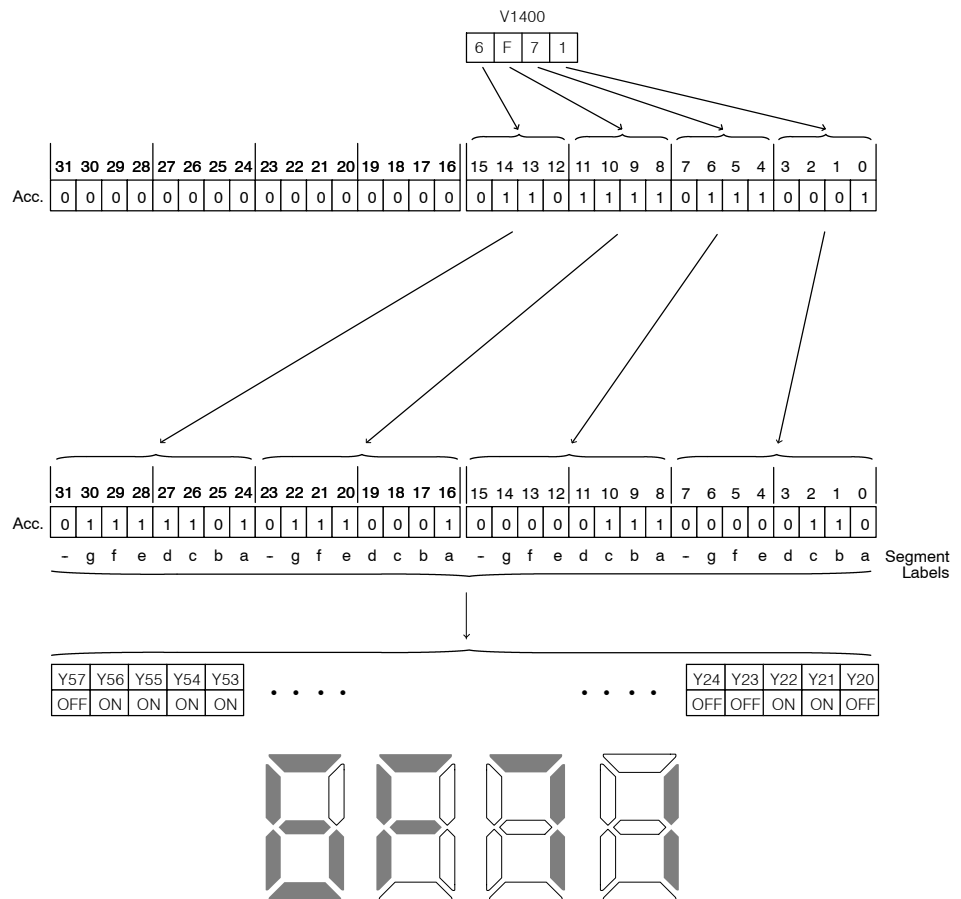 V1400
6 F 7 1
31 30 29 28 27 26 25 24 23 22 21 20 19 18 17 16 15 14 13 12 11 10 9 8 7 6 5 4 3 2 1 0
Acc. 0 0 0 0 0 0 0 0 0 0 0 0 0 0 0 0 0 1 1 0 1 1 1 1 0 1 1 1 0 0 0 1
31 30 29 28 27 26 25 24 23 22 21 20 19 18 17 16 15 14 13 12 11 10 9 8 7 6 5 4 3 2 1 0
Acc. 0 1 1 1 1 1 0 1 0 1 1 1 0 0 0 1 0 0 0 0 0 1 1 1 0 0 0 0 0 1 1 0
- g f e d c b a - g f e d c b a - g f e d c b a - g f e d c b a Segment
Labels
Y57 Y56 Y55 Y54 Y53 . . . . . . . . Y24 Y23 Y22 Y21 Y20
OFF ON ON ON ON OFF OFF ON ON OFF